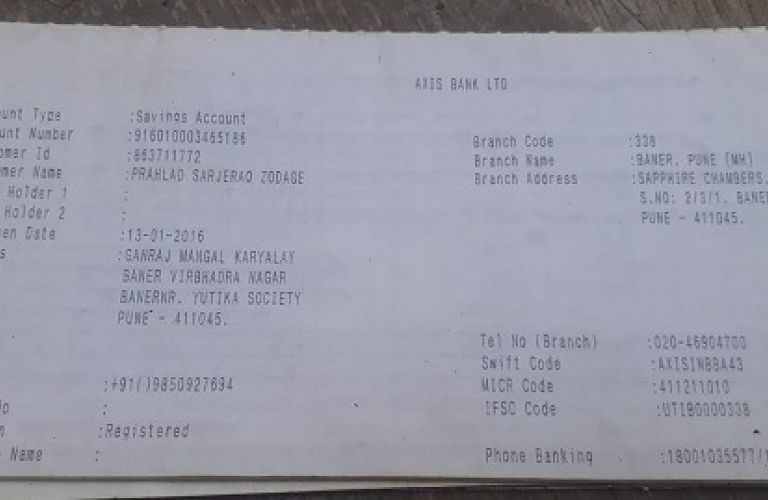 AXIS BANK LTD
ount Type :Savings Account
ount Number :916010003465186
omer Id :863711772
omer Name :PRAHLAD SARJERAO ZODAGE
Holder 1 :
Holder 2 :
en Date :13-01-2016
s :GANRAJ MANGAL KARYALAY
BANER VIRBHADRA NAGAR
BANERNR. YUTIKA SOCIETY
PUNE - 411045.
:+91()9850927694
o :
n :Registered
Name :
Branch Code :338
Branch Name :BANER, PUNE [MH]
Branch Address :SAPPHIRE CHAMBERS,
S.NO: 2/3/1, BANE
PUNE - 411045.
Tel No (Branch) :020-46904700
Swift Code :AXISINBBA43
MICR Code :411211010
IFSC Code :UTIB0000338
Phone Banking :18001035577/1